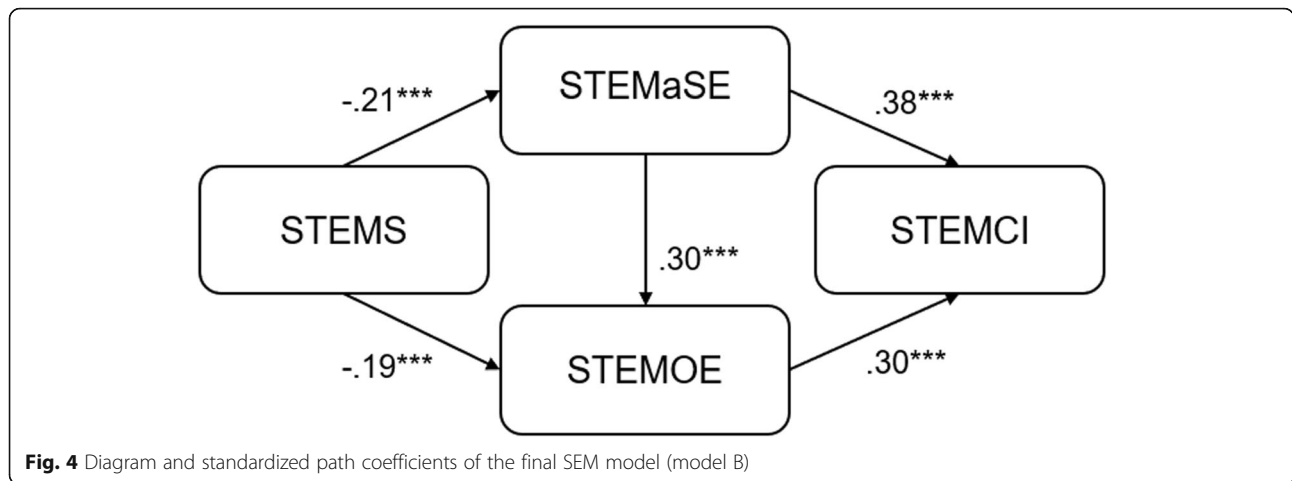 STEMaSE
-.21***
.38***
STEMS
STEMCI
.30***
-.19***
STEMOE
.30***
Fig. 4 Diagram and standardized path coefficients of the final SEM model (model B)